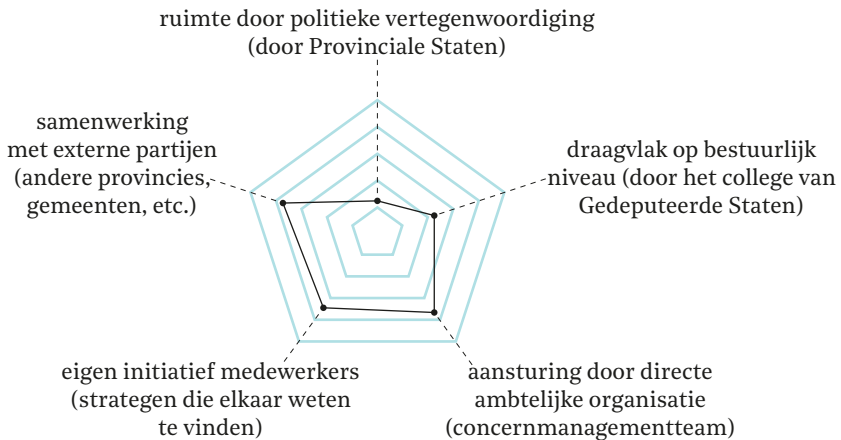 ruimte door politieke vertegenwoordiging
(door Provinciale Staten)
samenwerking
met externe partijen
(andere provincies,
gemeenten, etc.)
draagvlak op bestuurlijk
niveau (door het college van
Gedeputeerde Staten)
eigen initiatief medewerkers
(strategen die elkaar weten
te vinden)
aansturing door directe
ambtelijke organisatie
(concernmanagementteam)